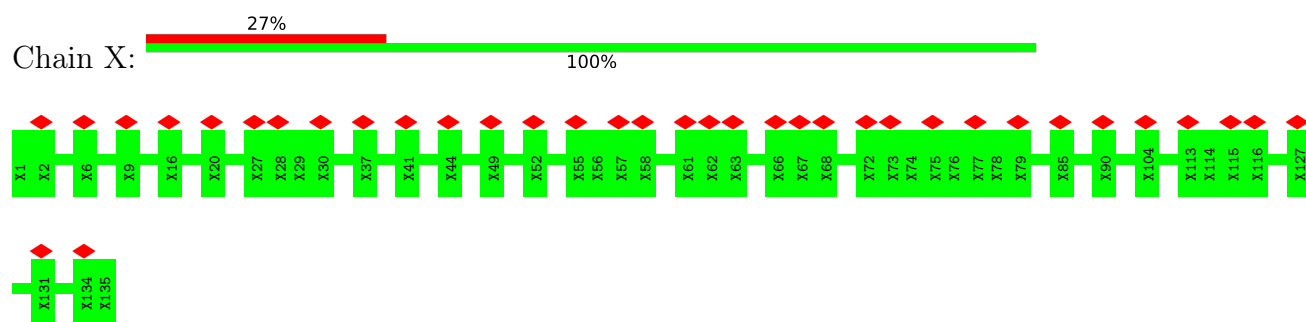 27%
Chain X:
100%
X1 X2 X6 X9 X16 X20 X27 X28 X29 X30 X37 X41 X44 X49 X52 X55 X56 X57 X58 X61 X62 X63 X66 X67 X68 X72 X73 X74 X75 X76 X77 X78 X79 X85 X90 X104 X113 X114 X115 X116 X127
X131 X134 X135